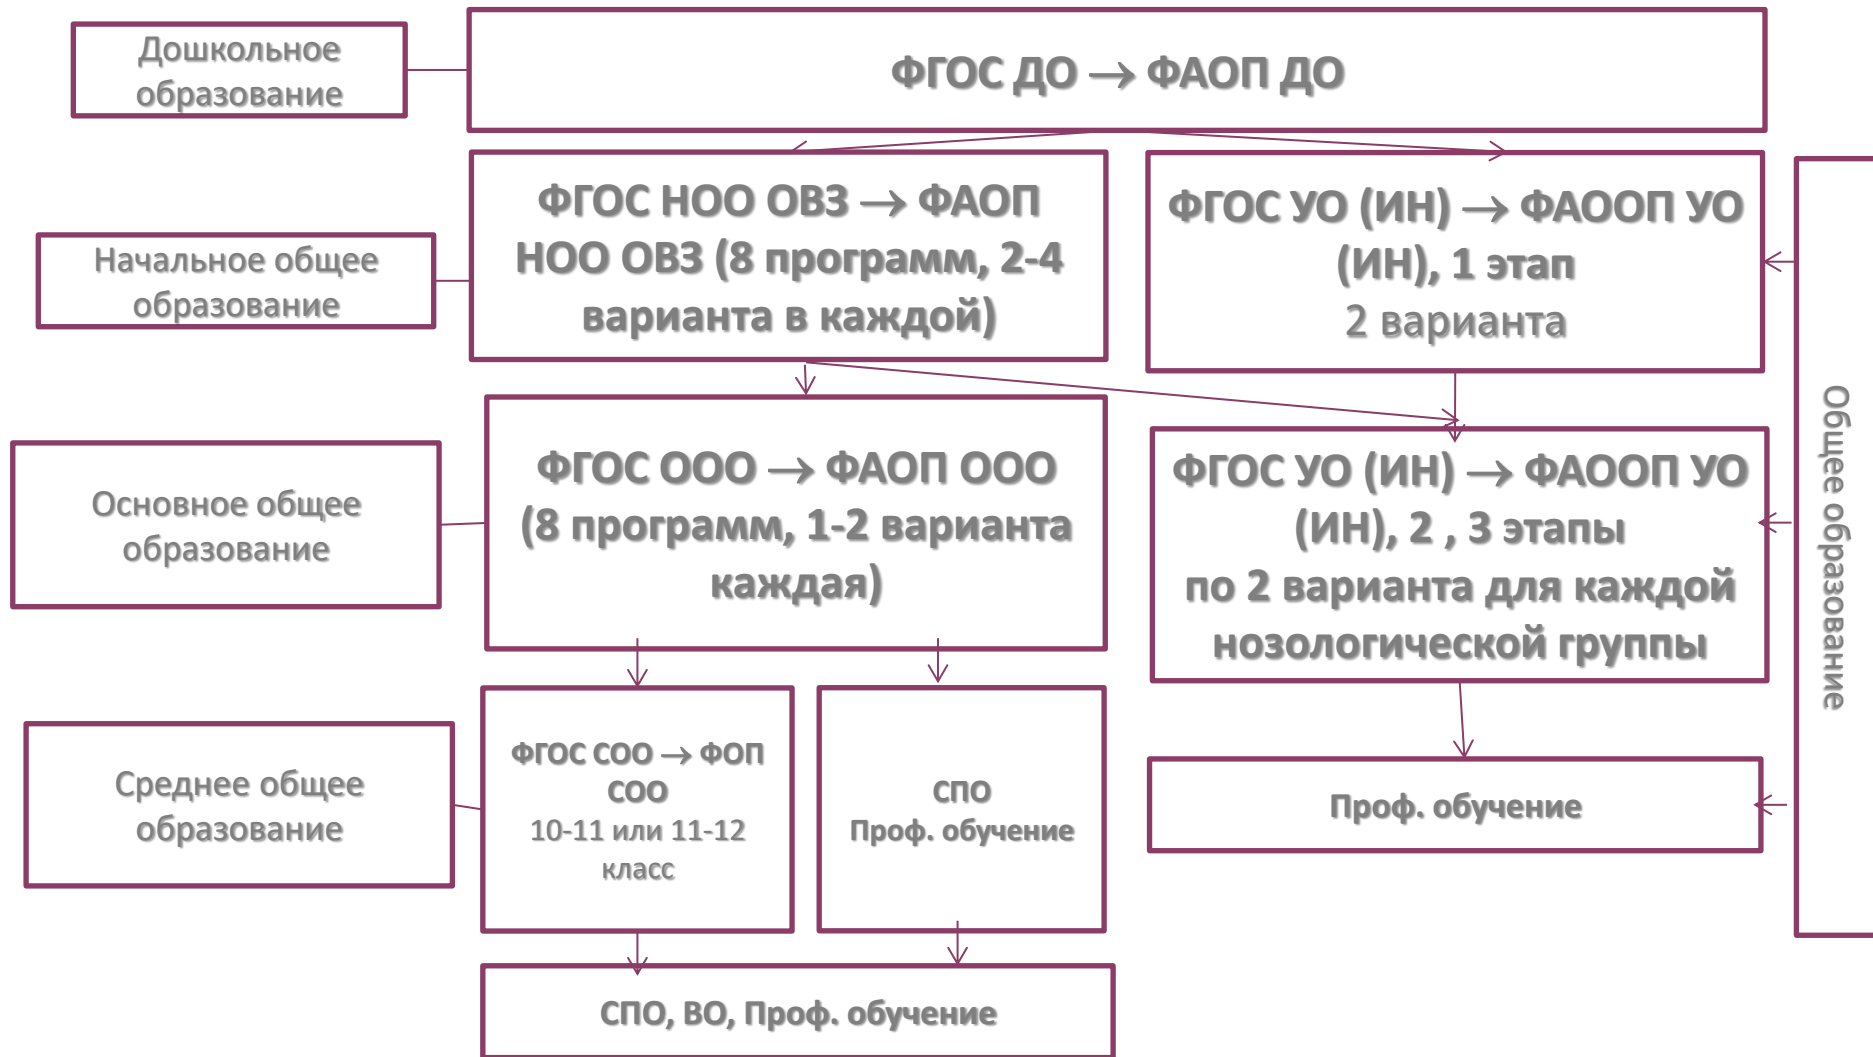 Дошкольное
образование
ФГОС ДО → ФАОП ДО
Начальное общее
образование
ФГОС НОО ОВЗ → ФАОП
НОО ОВЗ (8 программ, 2-4
варианта в каждой)
ФГОС УО (ИН) → ФАООП УО
(ИН), 1 этап
2 варианта
Общее образование
Основное общее
образование
ФГОС ООО → ФАОП ООО
(8 программ, 1-2 варианта
каждая)
ФГОС УО (ИН) → ФАООП УО
(ИН), 2 , 3 этапы
по 2 варианта для каждой
нозологической группы
Среднее общее
образование
ФГОС СОО → ФОП
СОО
10-11 или 11-12
класс
СПО
Проф. обучение
Проф. обучение
СПО, ВО, Проф. обучение